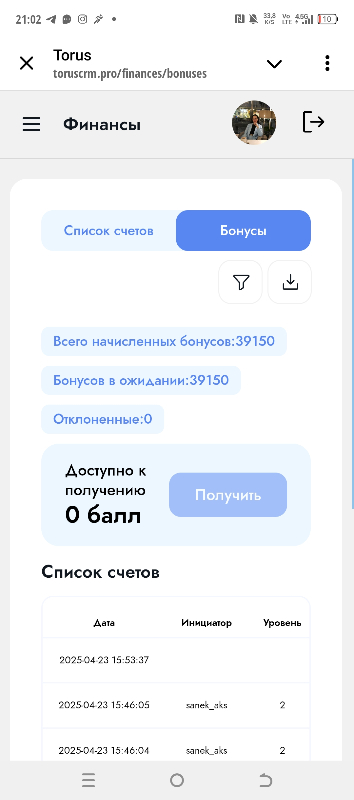 21:02
33,8 K/S
Vo LTE
4.5G
10
Torus
toruscrm.pro/finances/bonuses
Финансы
Список счетов
Бонусы
Всего начисленных бонусов:39150
Бонусов в ожидании:39150
Отклоненные:0
Доступно к
получению
0 балл
Получить
Список счетов
Дата Инициатор Уровень
2025-04-23 15:53:37
2025-04-23 15:46:05 sanek_aks 2
2025-04-23 15:46:04 sanek_aks 2